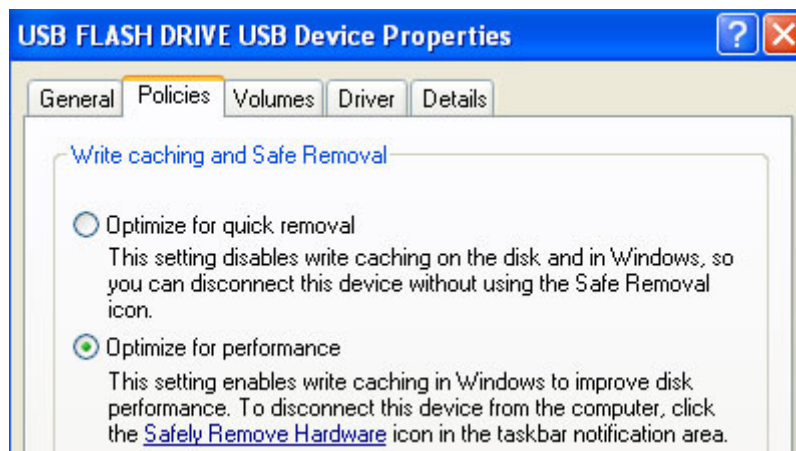 USB FLASH DRIVE USB Device Properties
General Policies Volumes Driver Details
Write caching and Safe Removal
Optimize for quick removal
This setting disables write caching on the disk and in Windows, so
you can disconnect this device without using the Safe Removal
icon.
Optimize for performance
This setting enables write caching in Windows to improve disk
performance. To disconnect this device from the computer, click
the Safely Remove Hardware icon in the taskbar notification area.